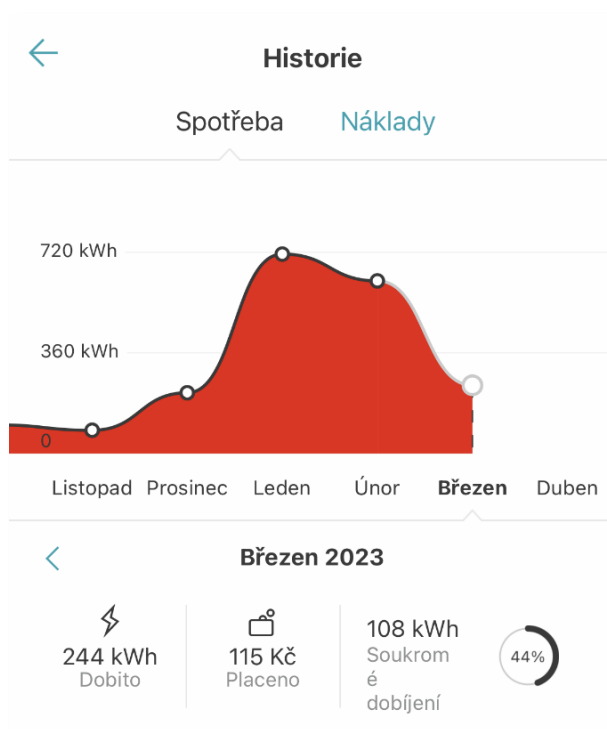 Historie
Spotřeba Náklady
720 kWh
360 kWh
0
Listopad Prosinec Leden Únor Březen Duben
Březen 2023
244 kWh
Dobito
115 Kč
Placeno
108 kWh
Soukrom
é
dobíjení
44%